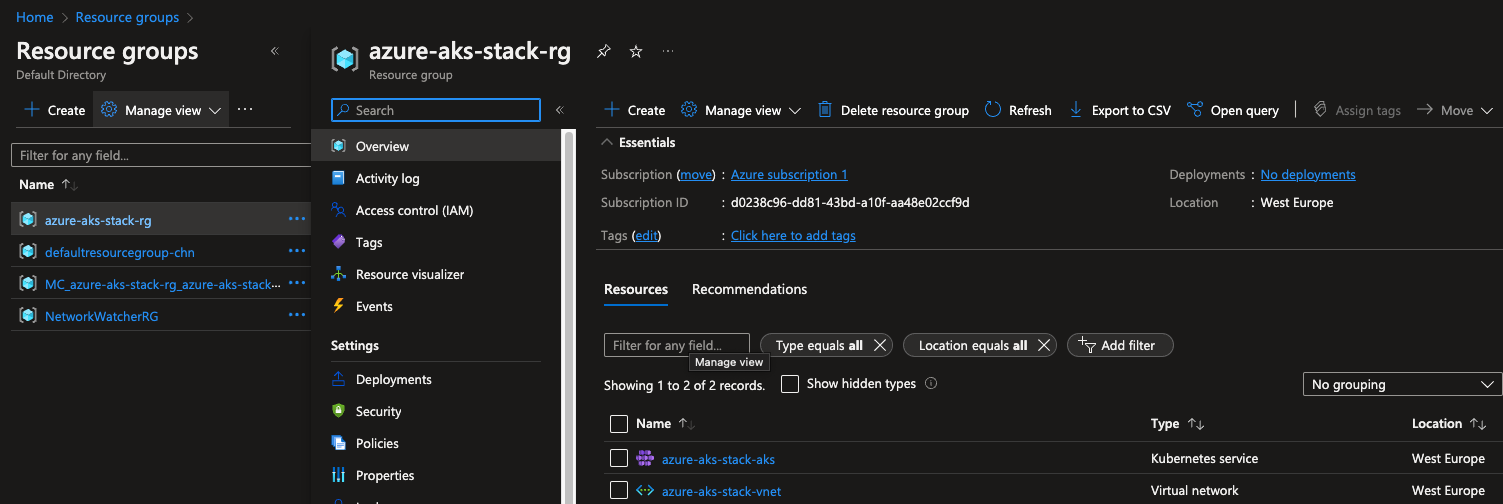 Home > Resource groups >
Resource groups
Default Directory
«
Create
Manage view
...
Filter for any field...
Name ↑↓
azure-aks-stack-rg ...
defaultresourcegroup-chn ...
MC_azure-aks-stack-rg_azure-aks-stack... ...
NetworkWatcherRG ...
azure-aks-stack-rg
...
Resource group
Search
«
Overview
Activity log
Access control (IAM)
Tags
Resource visualizer
Events
Settings
Deployments
Security
Policies
Properties
Create
Manage view
Delete resource group
Refresh
Export to CSV
Open query
Assign tags
Move
Essentials
Subscription (move) : Azure subscription 1
Subscription ID : d0238c96-dd81-43bd-a10f-aa48e02ccf9d
Tags (edit) : Click here to add tags
Deployments : No deployments
Location : West Europe
Resources Recommendations
Filter for any field...
Type equals all
Location equals all
Add filter
Manage view
Showing 1 to 2 of 2 records.
Show hidden types
No grouping
Name ↑↓ Type ↑↓ Location ↑↓
azure-aks-stack-aks Kubernetes service West Europe
azure-aks-stack-vnet Virtual network West Europe